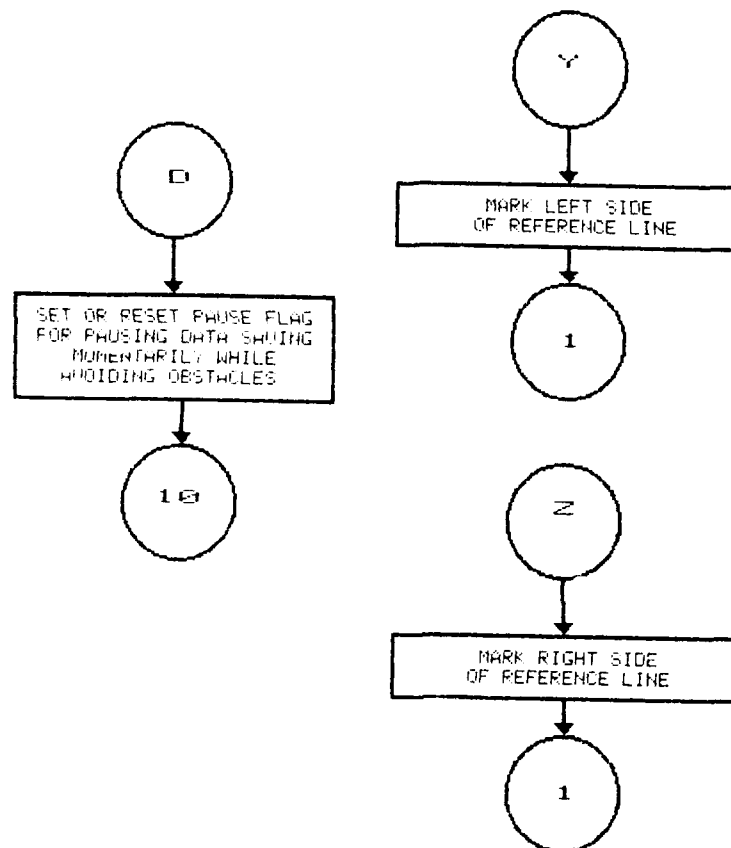 D
SET OR RESET PAUSE FLAG
FOR PAUSING DATA SAVING
MOMENTARILY WHILE
AVOIDING OBSTACLES
10
Y
MARK LEFT SIDE
OF REFERENCE LINE
1
Z
MARK RIGHT SIDE
OF REFERENCE LINE
1